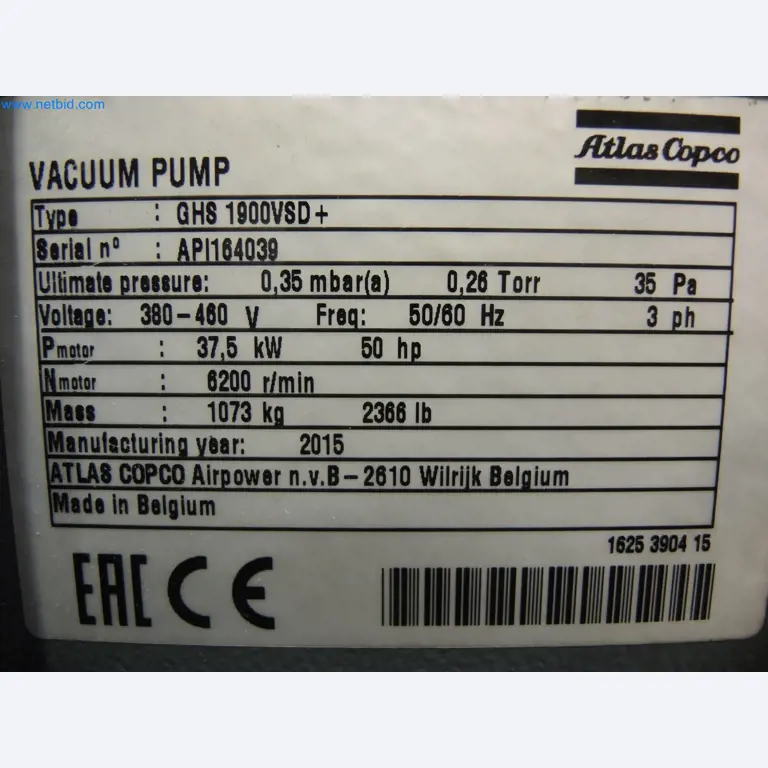 www.netbid.com
Atlas Copco
VACUUM PUMP
Type : GHS 1900VSD+
Serial nº : API164039
Ultimate pressure: 0,35 mbar(a) 0,26 Torr 35 Pa
Voltage: 380-460 V Freq: 50/60 Hz 3 ph
Pmotor : 37,5 kW 50 hp
Nmotor : 6200 r/min
Mass : 1073 kg 2366 lb
Manufacturing year: 2015
ATLAS COPCO Airpower n.v.B-2610 Wilrijk Belgium
Made in Belgium
1625 3904 15
EAC CE